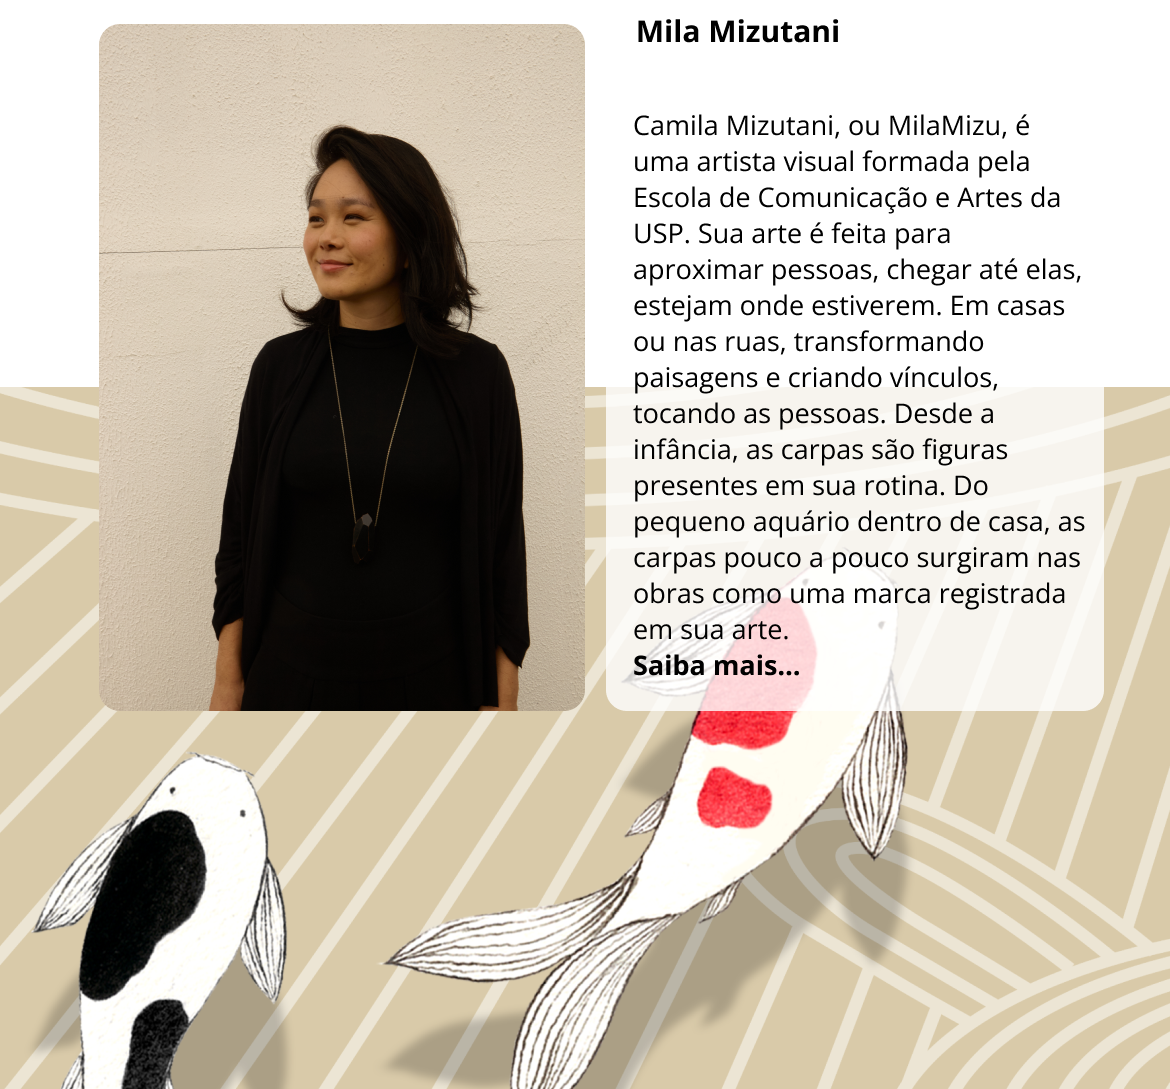 Mila Mizutani
Camila Mizutani, ou MilaMizu, é
uma artista visual formada pela
Escola de Comunicação e Artes da
USP. Sua arte é feita para
aproximar pessoas, chegar até elas,
estejam onde estiverem. Em casas
ou nas ruas, transformando
paisagens e criando vínculos,
tocando as pessoas. Desde a
infância, as carpas são figuras
presentes em sua rotina. Do
pequeno aquário dentro de casa, as
carpas pouco a pouco surgiram nas
obras como uma marca registrada
em sua arte.
Saiba mais...